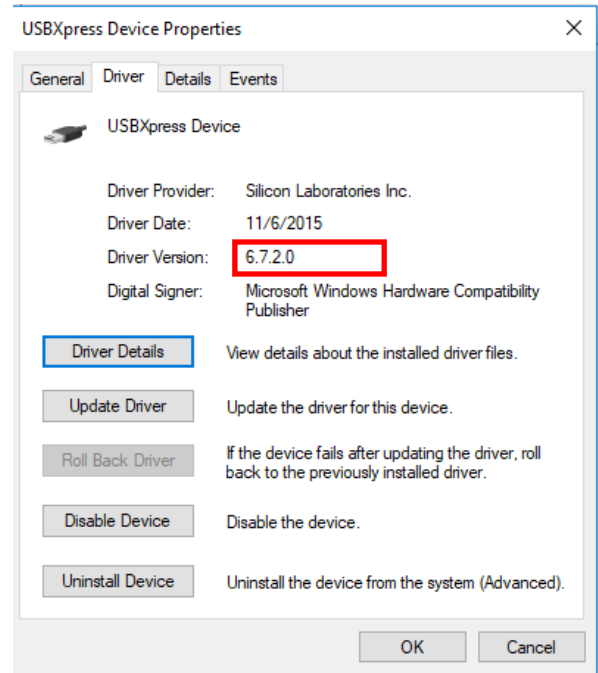 USBXpress Device Properties
General Driver Details Events
USBXpress Device
Driver Provider: Silicon Laboratories Inc.
Driver Date: 11/6/2015
Driver Version: 6.7.2.0
Digital Signer: Microsoft Windows Hardware Compatibility
Publisher
Driver Details View details about the installed driver files.
Update Driver Update the driver for this device.
Roll Back Driver If the device fails after updating the driver, roll
back to the previously installed driver.
Disable Device Disable the device.
Uninstall Device Uninstall the device from the system (Advanced).
OK Cancel